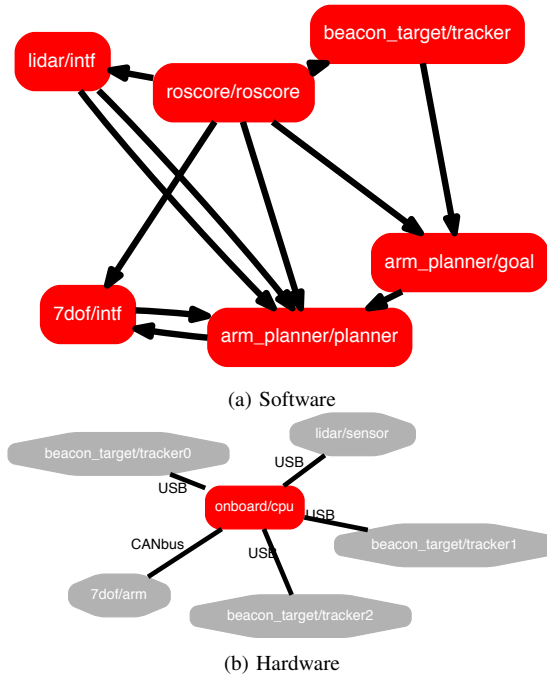 beacon_target/tracker
lidar/intf
roscore/roscore
arm_planner/goal
7dof/intf
arm_planner/planner
(a) Software
lidar/sensor
beacon_target/tracker0
USB
USB
onboard/cpu
USB
CANbus
USB
beacon_target/tracker1
7dof/arm
beacon_target/tracker2
(b) Hardware